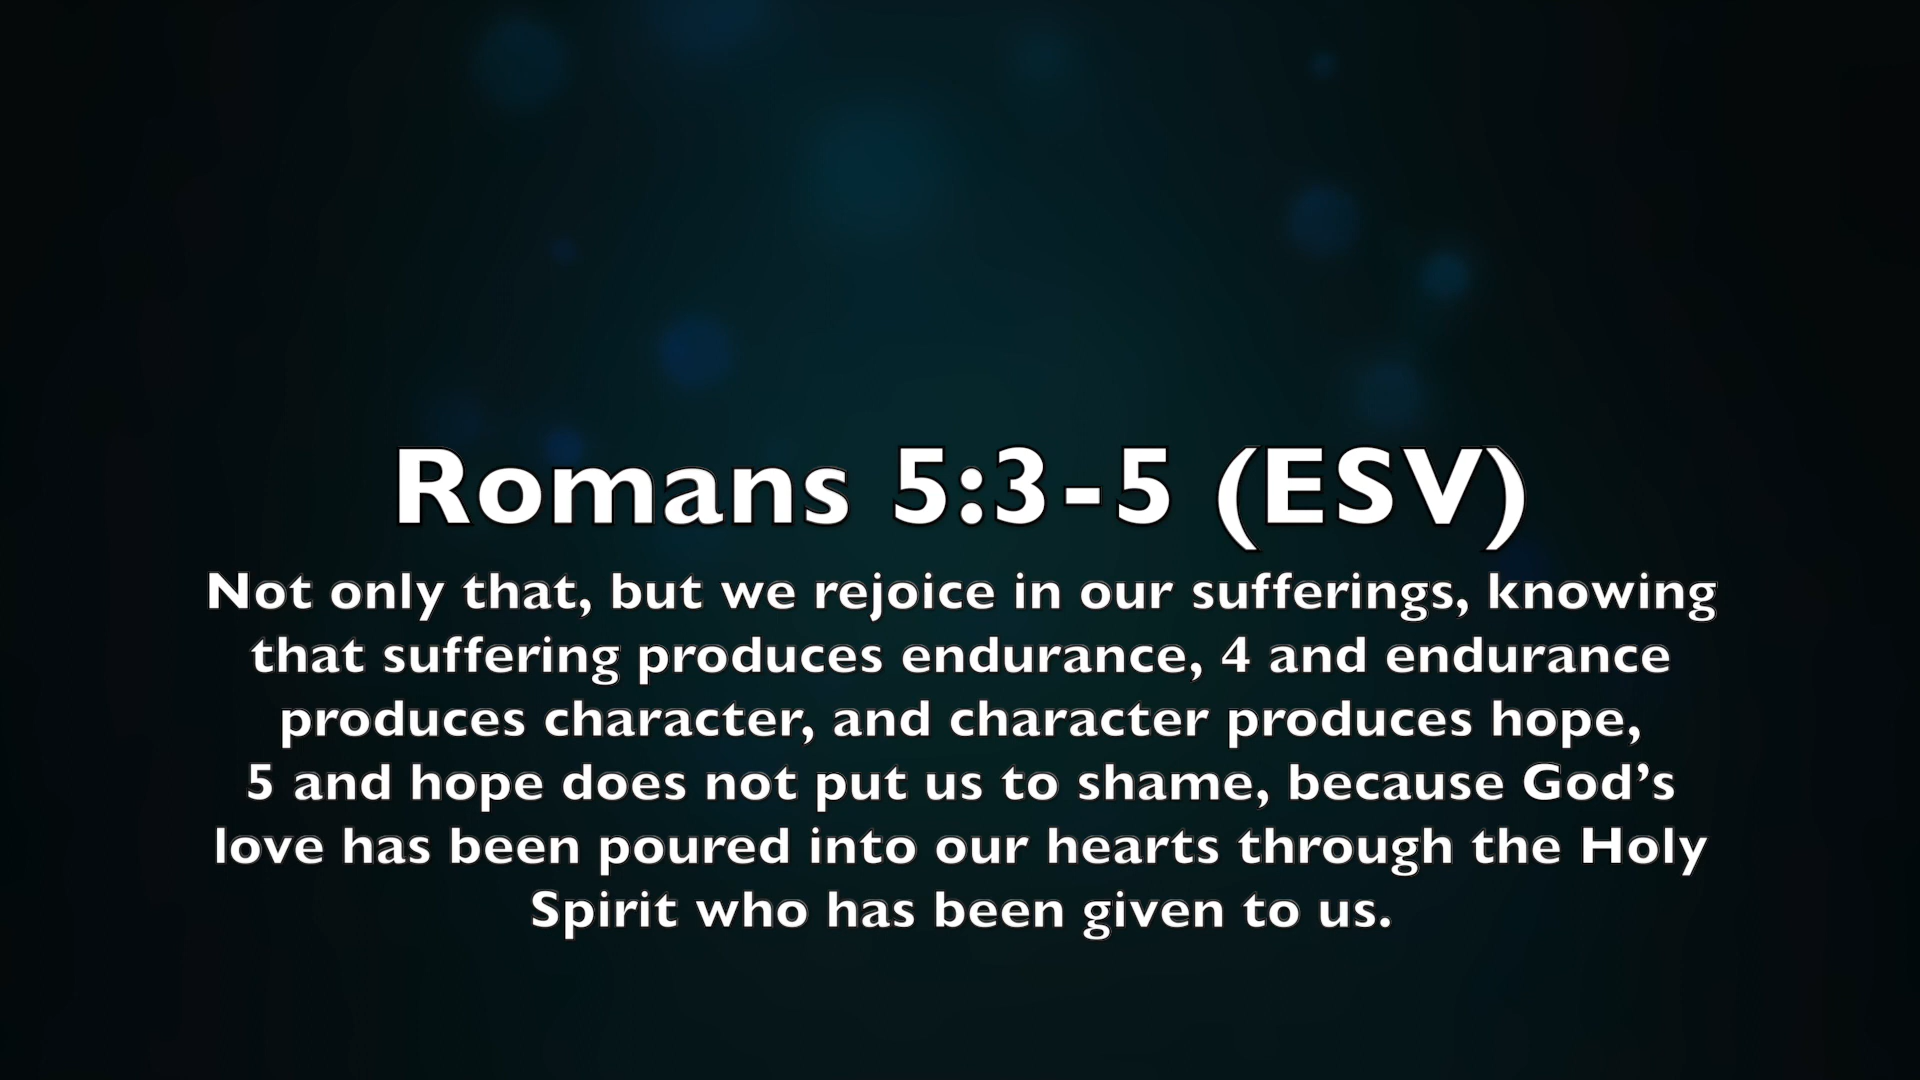 Romans 5:3-5 (ESV)
Not only that, but we rejoice in our sufferings, knowing
that suffering produces endurance, 4 and endurance
produces character, and character produces hope,
5 and hope does not put us to shame, because God’s
love has been poured into our hearts through the Holy
Spirit who has been given to us.